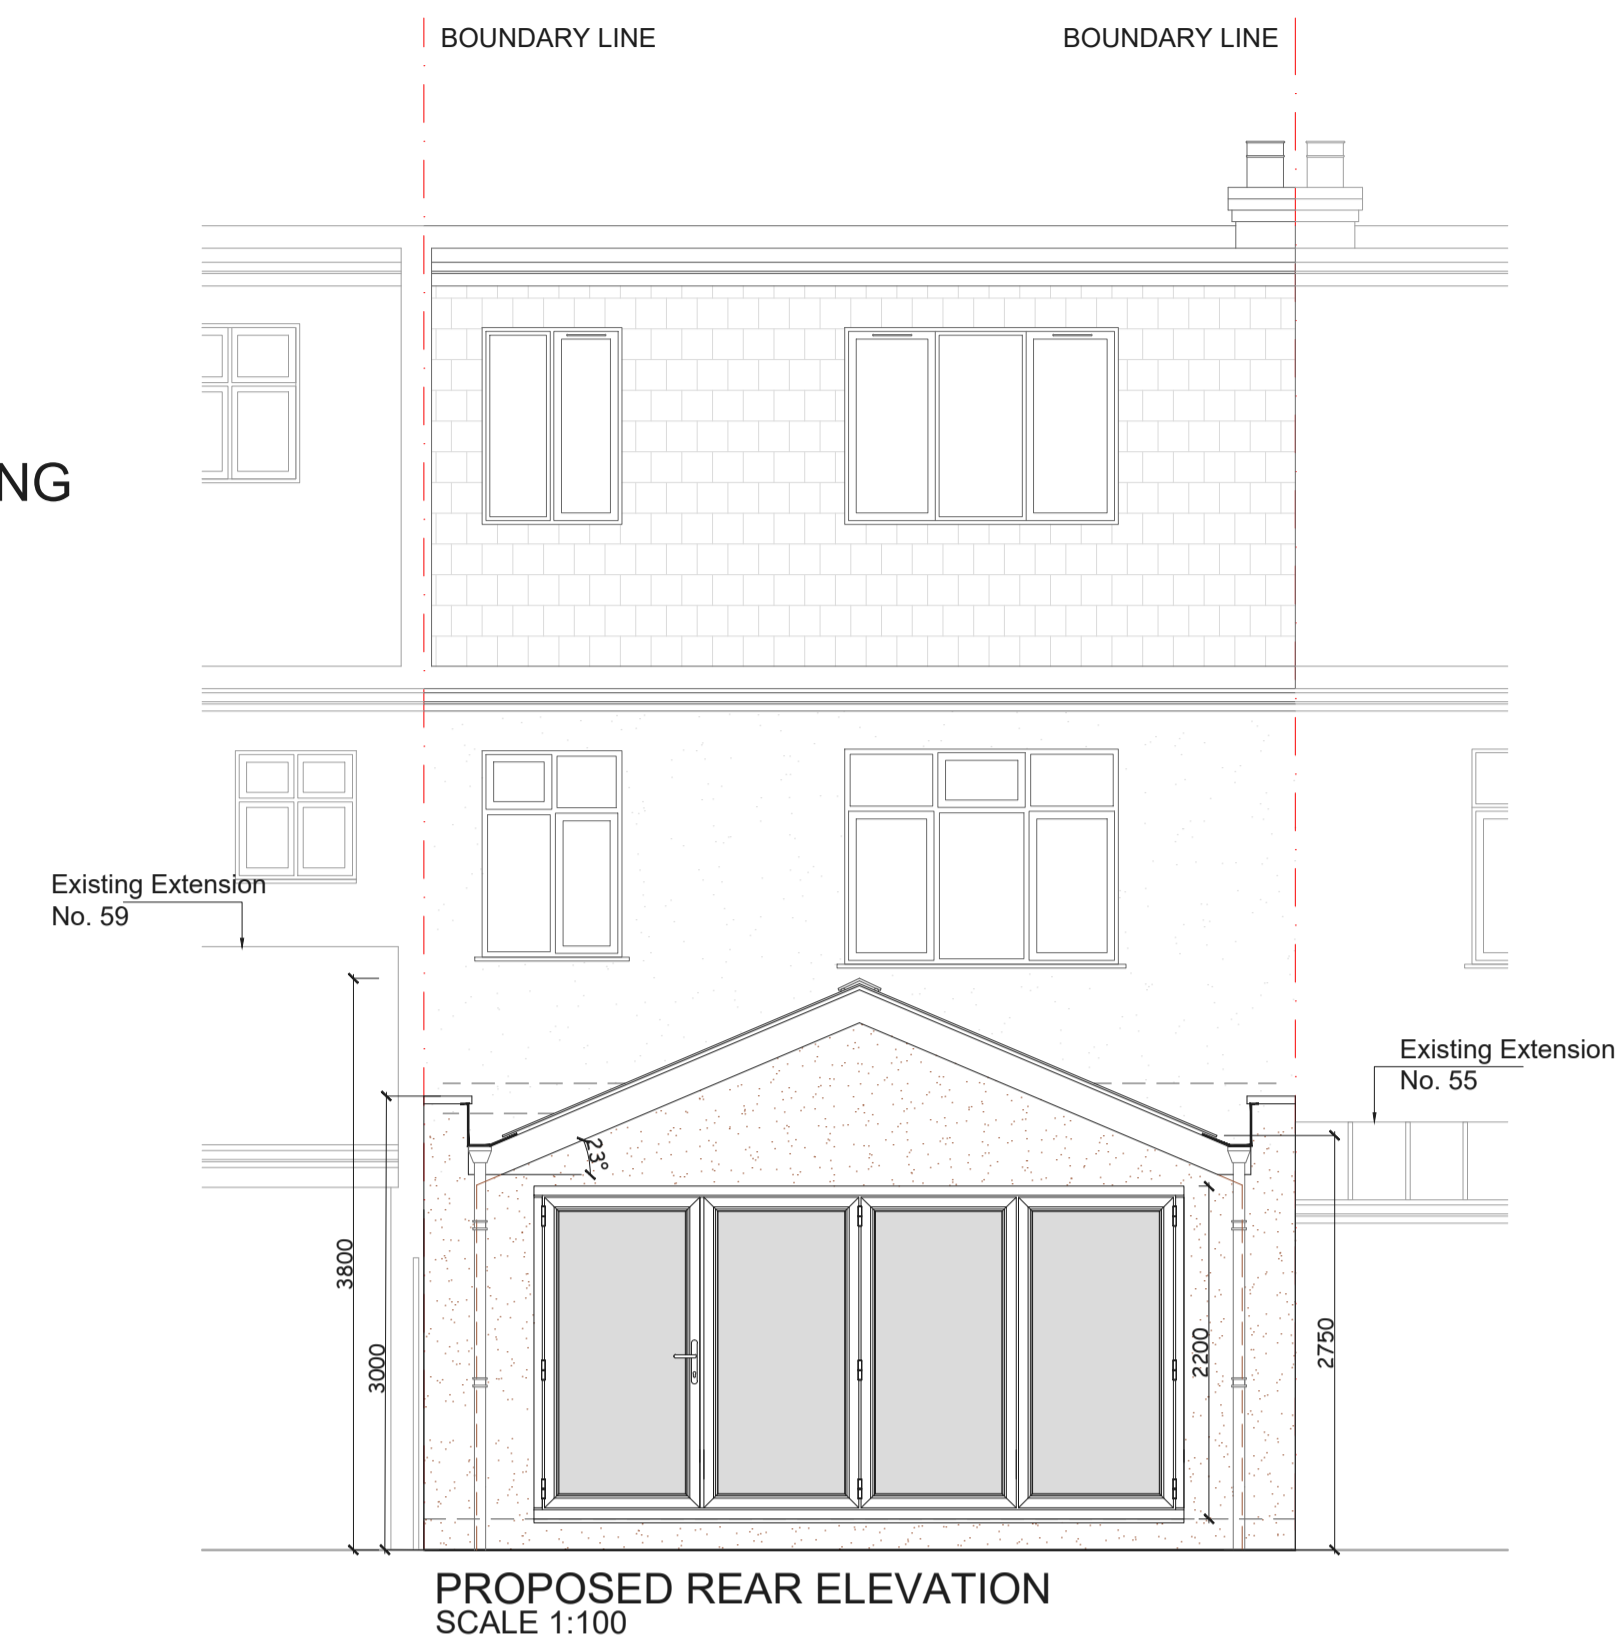 BOUNDARY LINE
BOUNDARY LINE
NG
Existing Extension
No. 59
Existing Extension
No. 55
23°
3800
3000
2200
2750
PROPOSED REAR ELEVATION
SCALE 1:100